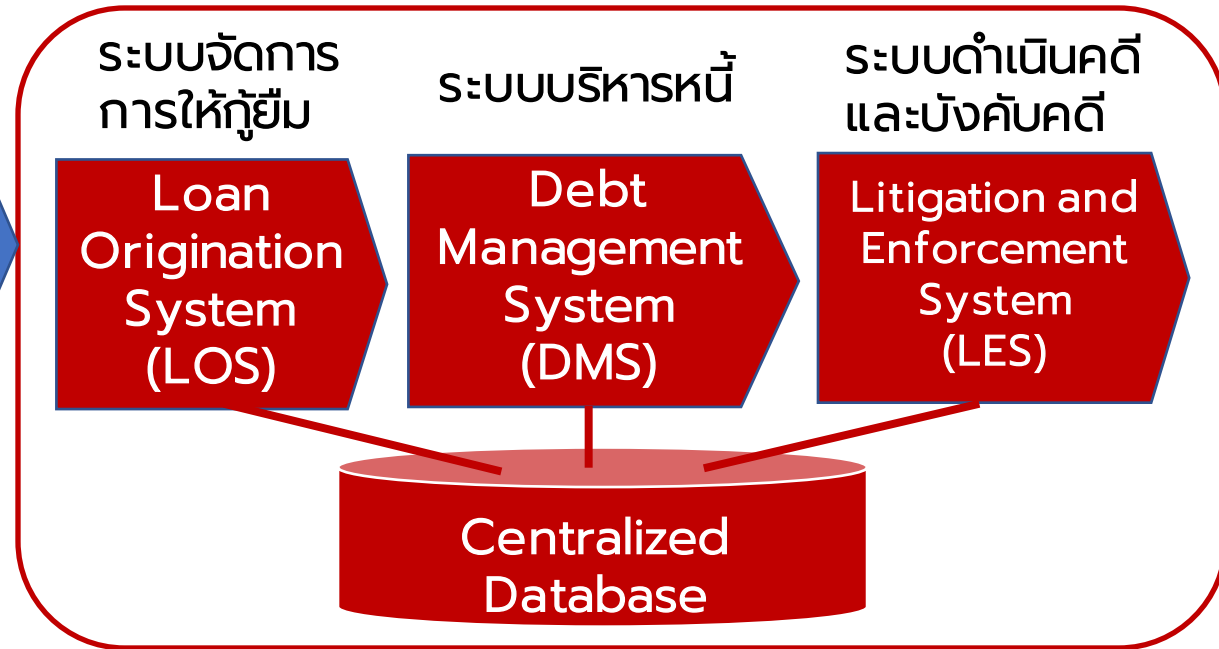 ระบบจัดการ
การให้กู้ยืม
ระบบบริหารหนี้
ระบบดำเนินคดี
และบังคับคดี
Loan
Origination
System
(LOS)
Debt
Management
System
(DMS)
Litigation and
Enforcement
System
(LES)
Centralized
Database